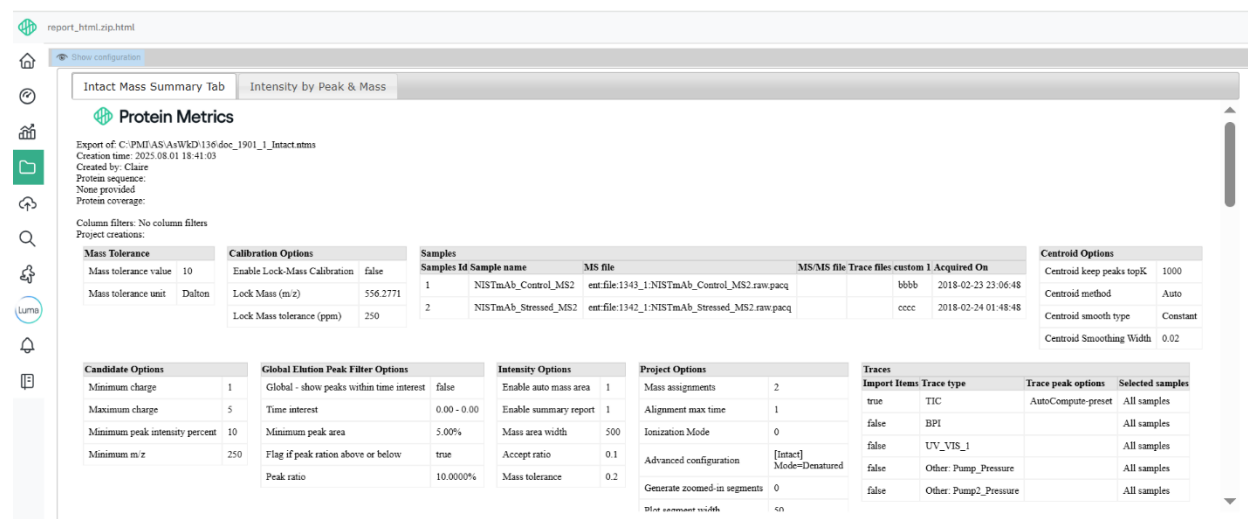 report_html.zip.html
Show configuration
Intact Mass Summary Tab
Intensity by Peak & Mass
Protein Metrics
Export of: C:\PMI\AS\AsWkD\136\doc_1901_1_Intact.ntms
Creation time: 2025.08.01 18:41:03
Created by: Claire
Protein sequence:
None provided
Protein coverage:
Column filters: No column filters
Project creations:
Mass Tolerance
Mass tolerance value 10
Mass tolerance unit Dalton
Calibration Options
Enable Lock-Mass Calibration false
Lock Mass (m/z) 556.2771
Lock Mass tolerance (ppm) 250
Samples
Samples Id Sample name MS file MS/MS file Trace files custom 1 Acquired On
1 NISTmAb_Control_MS2 ent:file:1343_1:NISTmAb_Control_MS2.raw.pacq bbbb 2018-02-23 23:06:48
2 NISTmAb_Stressed_MS2 ent:file:1342_1:NISTmAb_Stressed_MS2.raw.pacq cccc 2018-02-24 01:48:48
Centroid Options
Centroid keep peaks topK 1000
Centroid method Auto
Centroid smooth type Constant
Centroid Smoothing Width 0.02
Luma
Candidate Options
Minimum charge 1
Maximum charge 5
Minimum peak intensity percent 10
Minimum m/z 250
Global Elution Peak Filter Options
Global - show peaks within time interest false
Time interest 0.00 - 0.00
Minimum peak area 5.00%
Flag if peak ration above or below true
Peak ratio 10.0000%
Intensity Options
Enable auto mass area 1
Enable summary report 1
Mass area width 500
Accept ratio 0.1
Mass tolerance 0.2
Project Options
Mass assignments 2
Alignment max time 1
Ionization Mode 0
Advanced configuration [Intact]
Mode=Denatured
Generate zoomed-in segments 0
Plot segment width 50
Traces
Import Items Trace type Trace peak options Selected samples
true TIC AutoCompute-preset All samples
false BPI All samples
false UV_VIS_1 All samples
false Other: Pump_Pressure All samples
false Other: Pump2_Pressure All samples